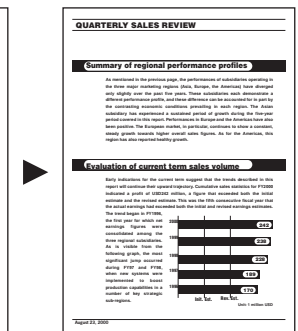 QUARTERLY SALES REVIEW
Summary of regional performance profiles
As mentioned in the previous page, the performances of subsidiaries operating in
the three major marketing regions (Asia, Europe, the Americas) have diverged
only slightly over the past five years. These subsidiaries each demonstrate a
different performance profile, and these difference can be accounted for in part by
the contrasting economic conditions prevailing in each region. The Asian
subsidiary has experienced a sustained period of growth during the five-year
period covered in this report. Performances in Europe and the Americas have also
been positive. The European market, in particular, continues to show a constant,
steady growth towards higher overall sales figures. As for the Americas, this
region has also reported healthy growth.
Evaluation of current term sales volume
Early indications for the current term suggest that the trends described in this
report will continue their upward trajectory. Cumulative sales statistics for FY2000
indicated a profit of USD242 million, a figure that exceeded both the initial
estimate and the revised estimate. This was the fifth consecutive fiscal year that
the actual earnings had exceeded both the initial and revised earnings estimates.
The trend began in FY1996,
the first year for which net
earnings figures were
consolidated among the
three regional subsidiaries.
As is visible from the
following graph, the most
significant jump occurred
during FY97 and FY98,
when new systems were
implemented to boost
production capabilities in a
number of key strategic
sub-regions.
242
238
228
189
170
Init. Est. Rev. Est.
Unit: 1 million USD
August 23, 2000